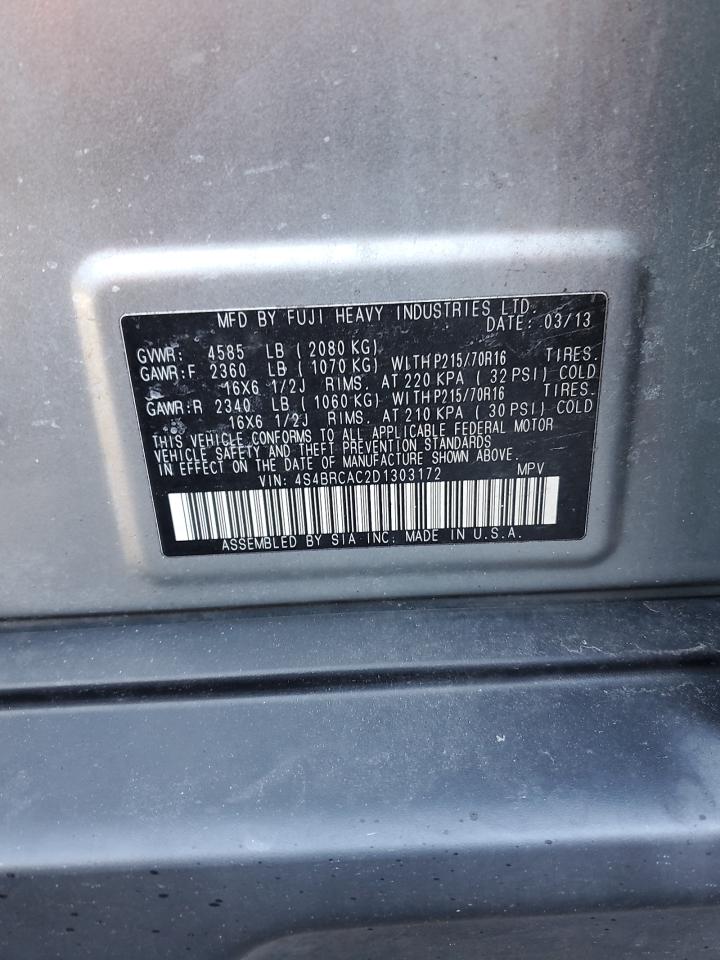 MFD BY FUJI HEAVY INDUSTRIES LTD.
DATE: 03/13
GVWR: 4585 LB ( 2080 KG)
GAWR:F 2360 LB ( 1070 KG) WITH P215/70R16 TIRES.
16X6 1/2J RIMS. AT 220 KPA ( 32 PSI) COLD
GAWR:R 2340 LB ( 1060 KG) WITH P215/70R16 TIRES.
16X6 1/2J RIMS. AT 210 KPA ( 30 PSI) COLD
THIS VEHICLE CONFORMS TO ALL APPLICABLE FEDERAL MOTOR
VEHICLE SAFETY AND THEFT PREVENTION STANDARDS
IN EFFECT ON THE DATE OF MANUFACTURE SHOWN ABOVE.
VIN: 4S4BRCAC2D1303172 MPV
ASSEMBLED BY SIA INC. MADE IN U.S.A.